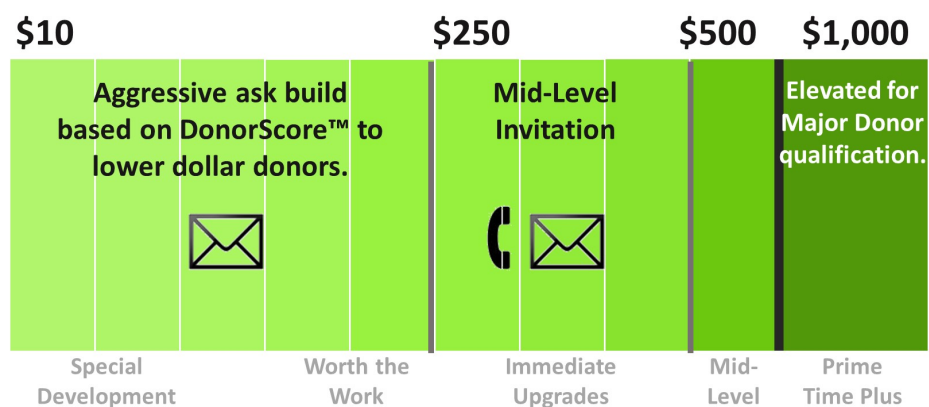 $10 $250 $500 $1,000
Aggressive ask build
based on DonorScore™ to
lower dollar donors.
Mid-Level
Invitation
Elevated for
Major Donor
qualification.
Special
Development
Worth the
Work
Immediate
Upgrades
Mid-
Level
Prime
Time Plus